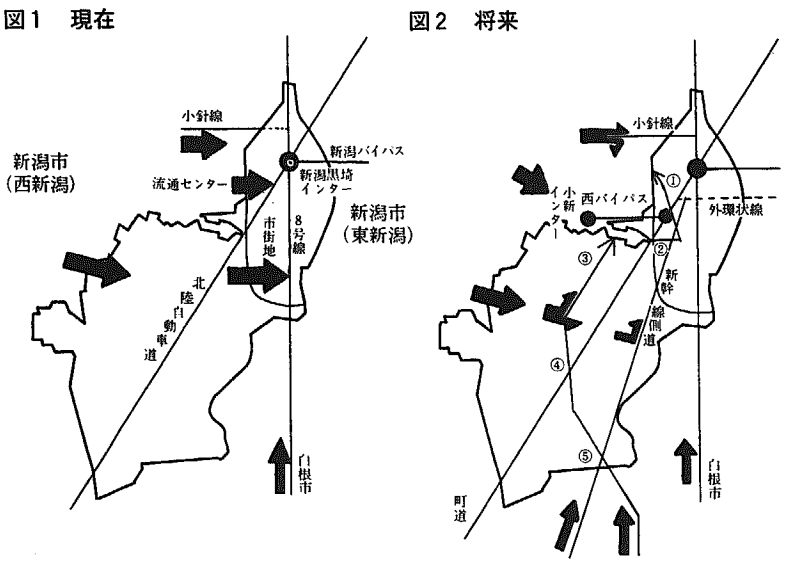 図1 現在
小針線
新潟バイパス
新潟市
(西新潟)
流通センター
新潟黒埼
インター
新潟市
(東新潟)
8号線
市街地
北陸自動車道
白根市
図2 将来
小針線
①
小新
インター
西バイパス
外環状線
②
③
新幹線側道
④
⑤
白根市
町道